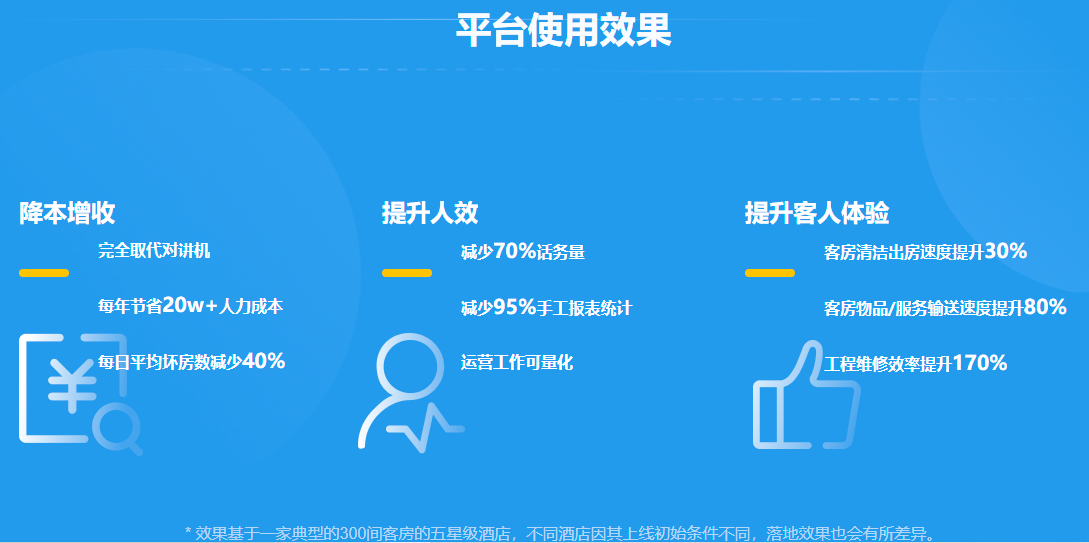 平台使用效果
降本增收
完全取代对讲机
每年节省20w+人力成本
每日平均坏房数减少40%
提升人效
减少70%话务量
减少95%手工报表统计
运营工作可量化
提升客人体验
客房清洁出房速度提升30%
客房物品/服务输送速度提升80%
工程维修效率提升170%
* 效果基于一家典型的300间客房的五星级酒店，不同酒店因其上线初始条件不同，落地效果也会有所差异。